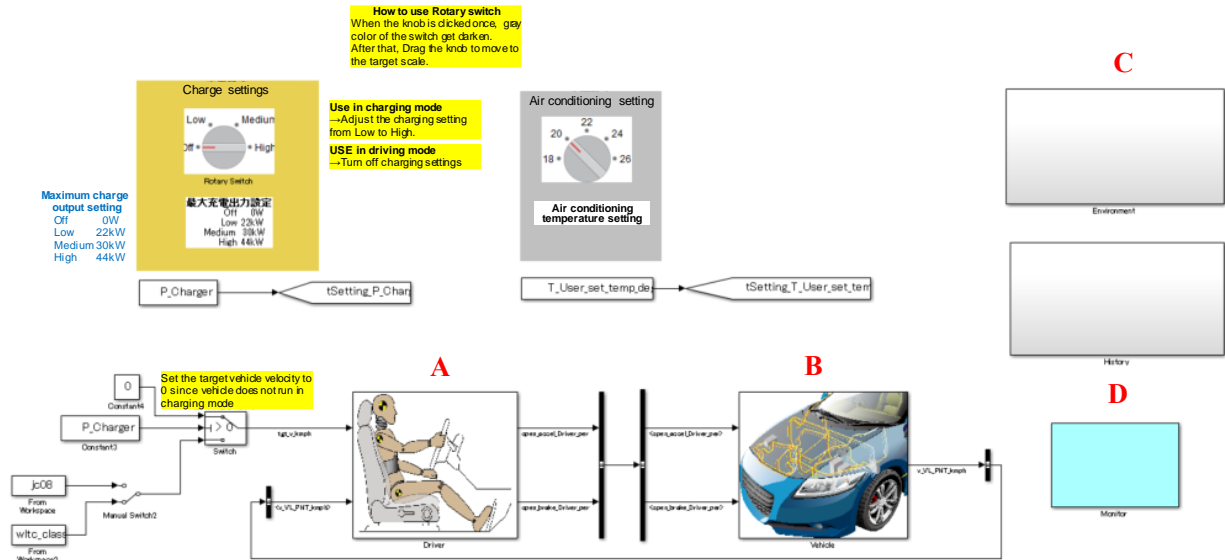 How to use Rotary switch
When the knob is clicked once, gray
color of the switch get darken.
After that, Drag the knob to move to
the target scale.
C
Charge settings
Low
Medium
Off
High
Rotary Switch
最大充電出力設定
Off 0W
Low 22kW
Medium 30kW
High 44kW
Use in charging mode
→Adjust the charging setting
from Low to High.
USE in driving mode
→Turn off charging settings
Air conditioning setting
22
20
24
18
26
Air conditioning
temperature setting
Maximum charge
output setting
Off 0W
Low 22kW
Medium 30kW
High 44kW
Environment
P_Charger
tSetting_P_Char
T_User_set_temp_de
tSetting_T_User_set_tem
History
A
B
D
0
Constant4
Set the target vehicle velocity to
0 since vehicle does not run in
charging mode
P_Charger
Constant3
> 0
Switch
tgt_v_kmph
open_accel_Driver_per
<open_accel_Driver_per>
v_VL_PNT_kmph
jc08
From
Workspace
Manual Switch2
wltc_class
From
<v_VL_PNT_kmph>
open_brake_Driver_per
<open_brake_Driver_per>
Driver
Vehicle
Monitor